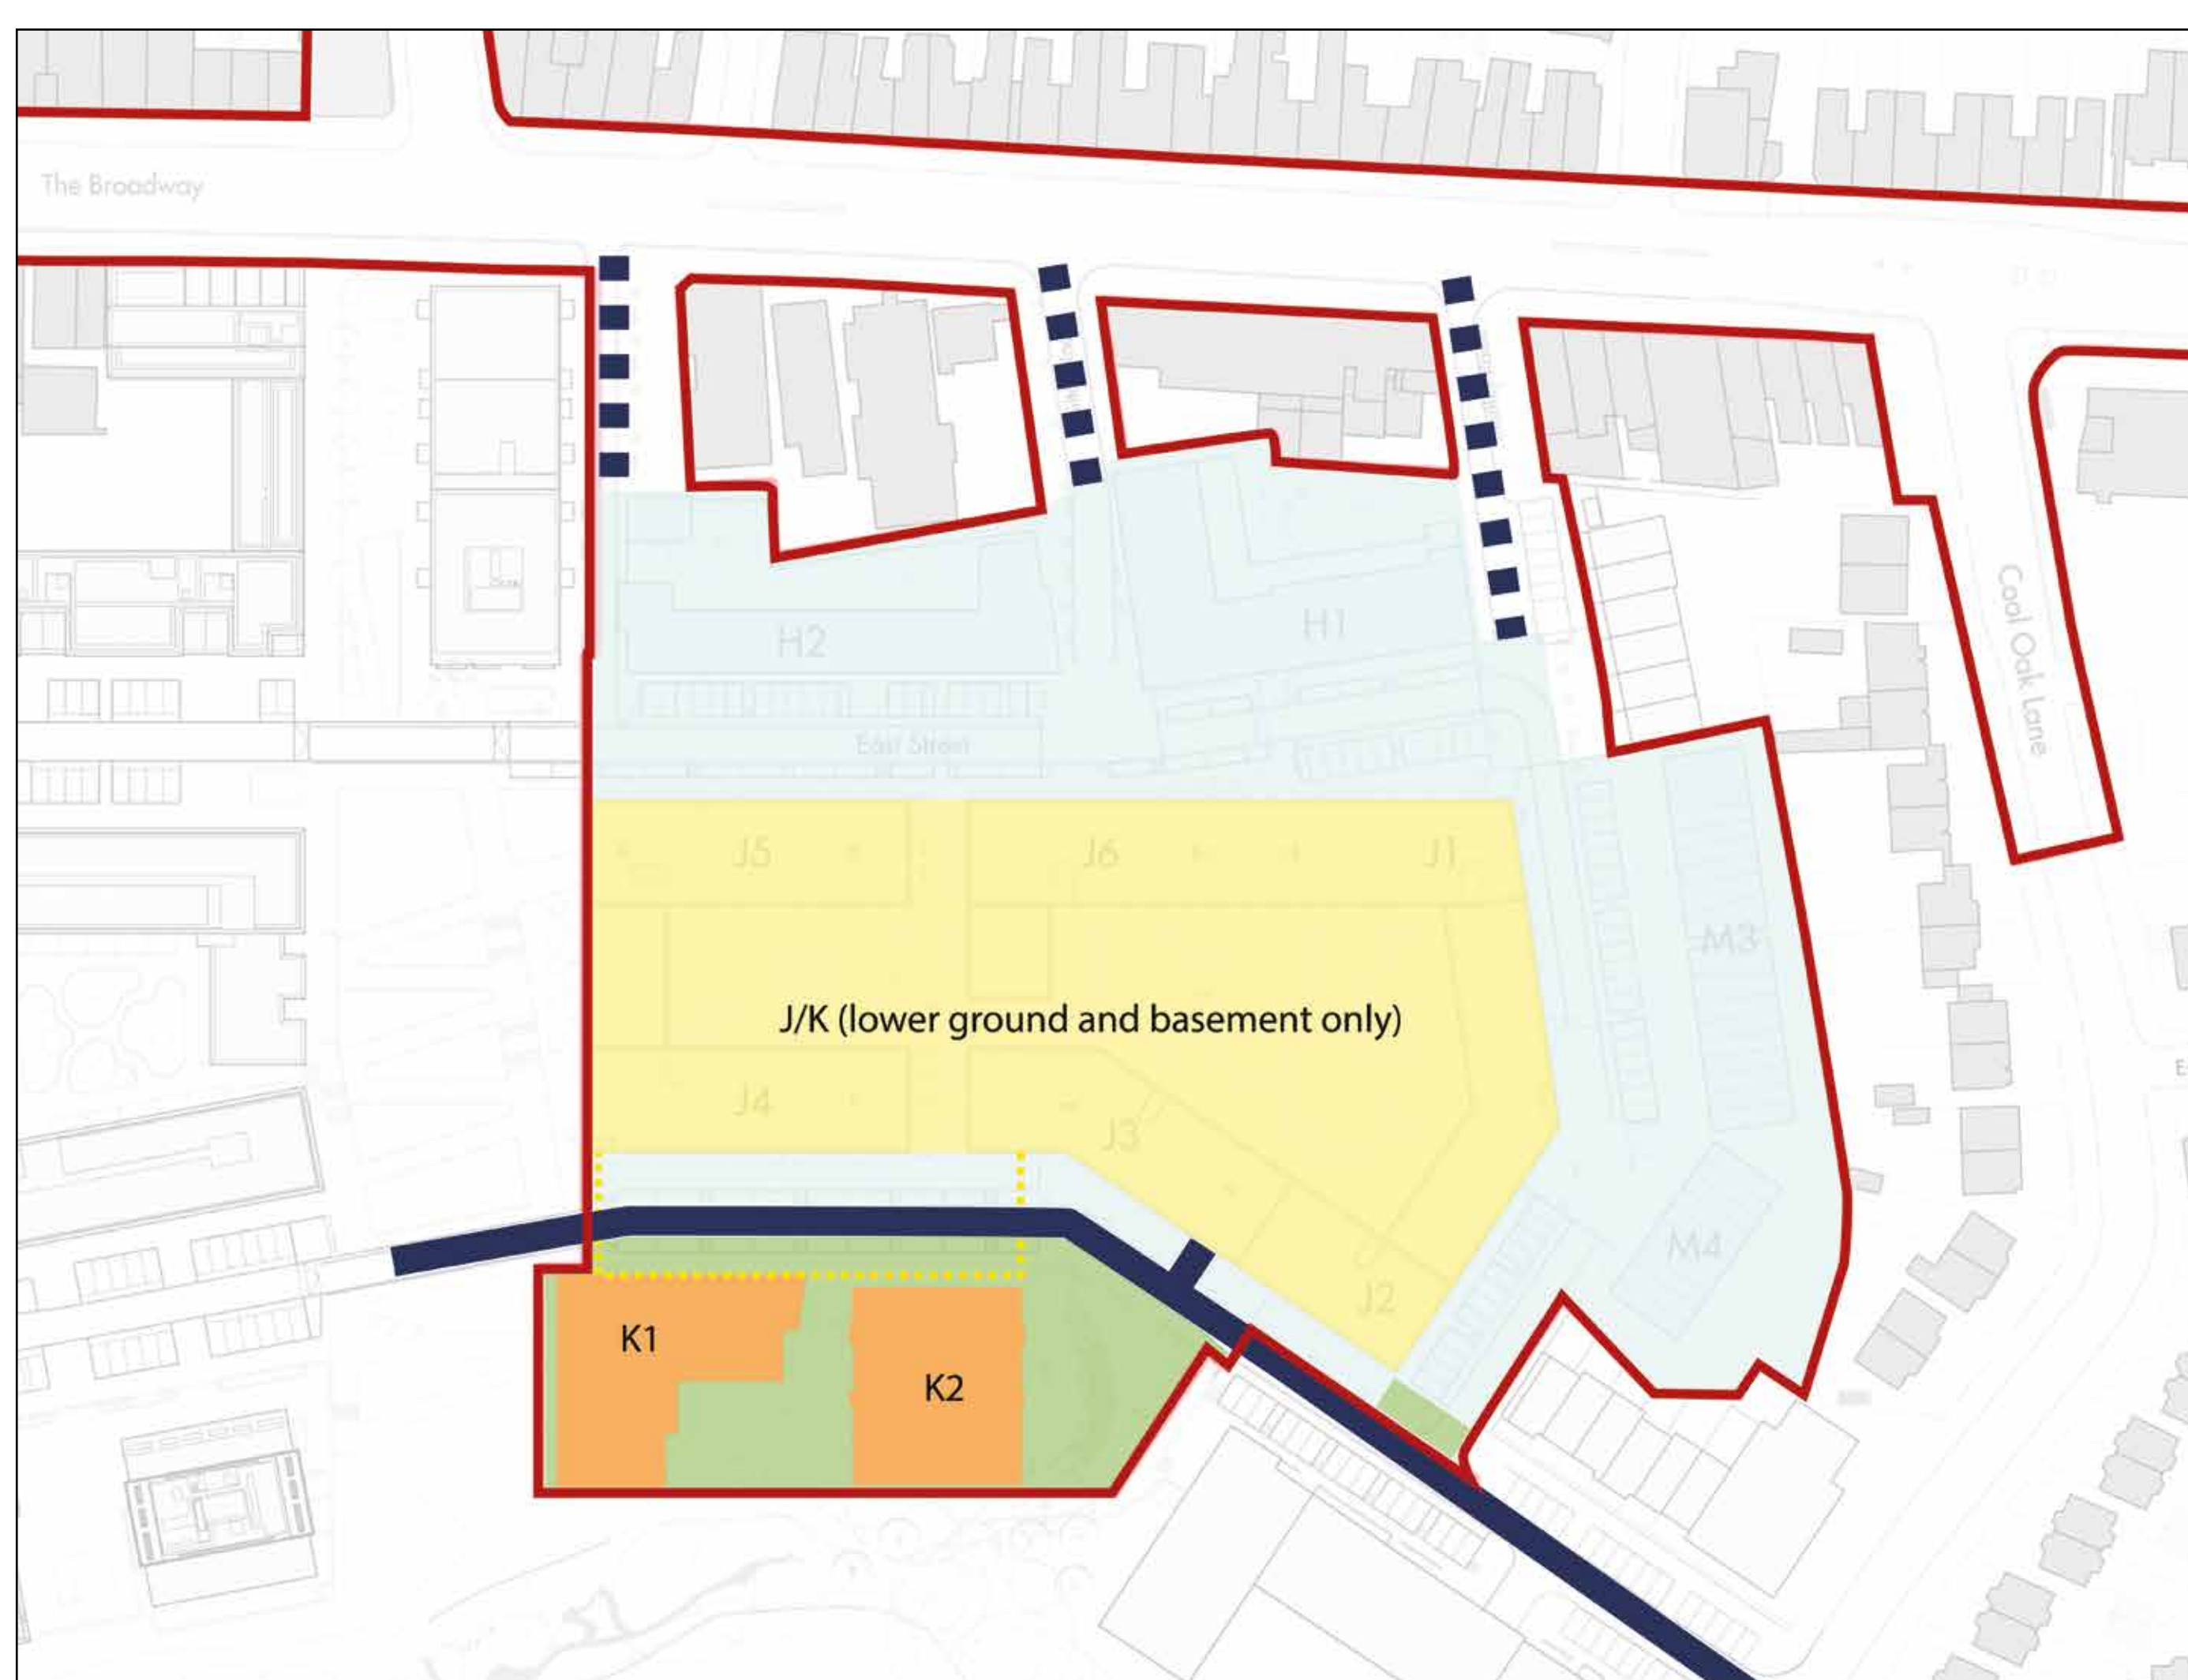 The Broadway
Cool Oak Lane
H2
H1
East Street
J5
J6
J1
M3
J/K (lower ground and basement only)
J4
J3
M4
J2
K1
K2